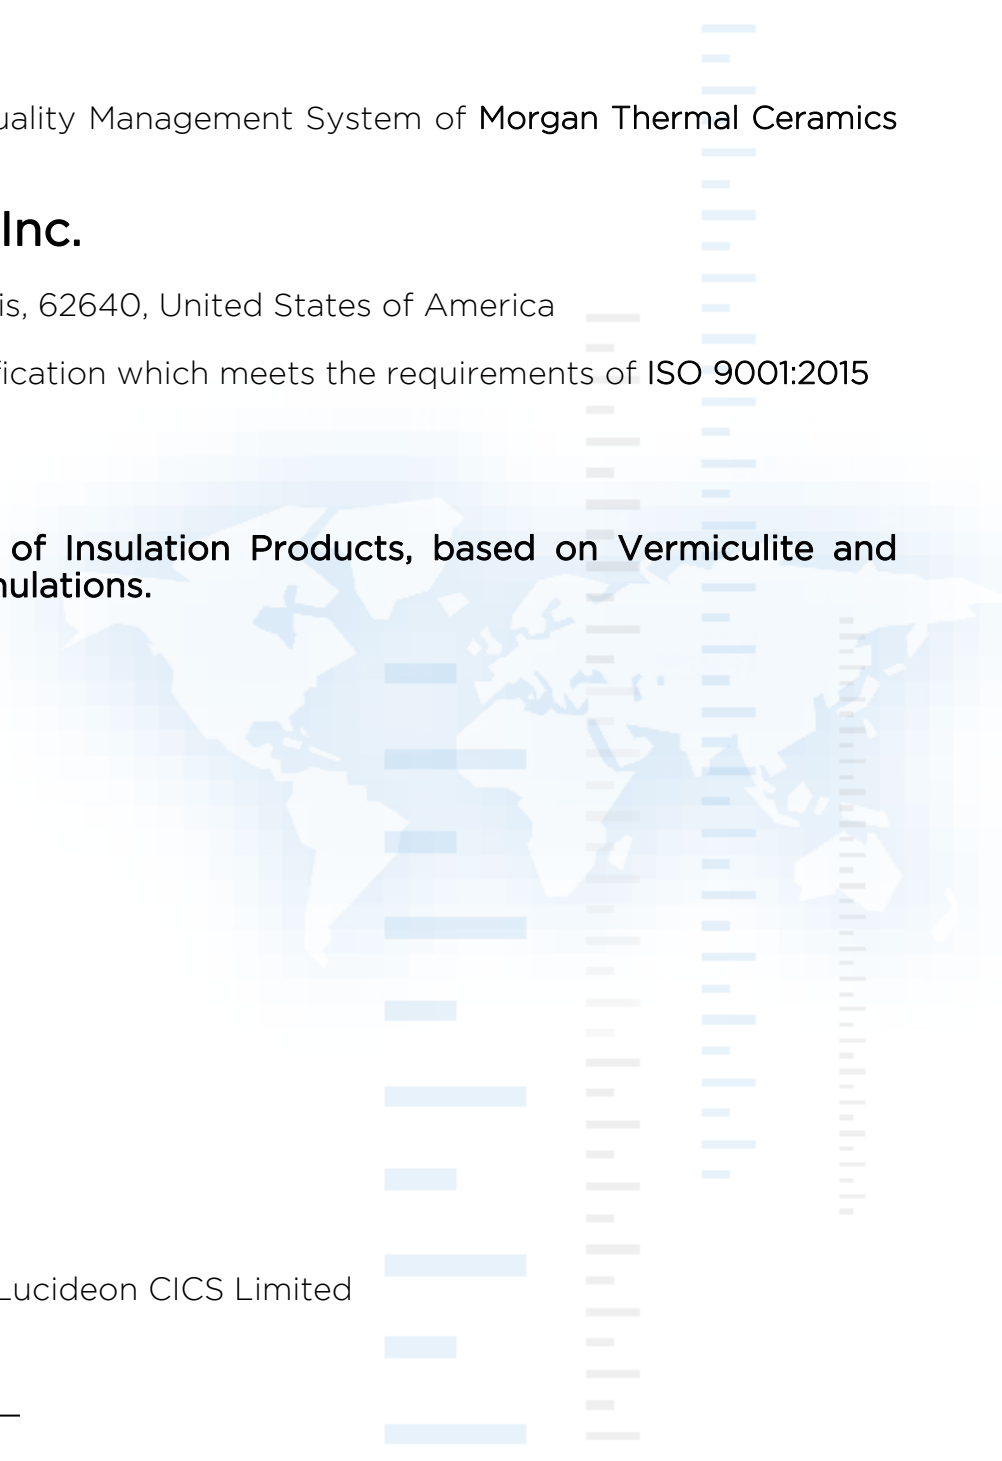 uality Management System of Morgan Thermal Ceramics
Inc.
is, 62640, United States of America
fication which meets the requirements of ISO 9001:2015
of Insulation Products, based on Vermiculite and
mulations.
Lucideon CICS Limited